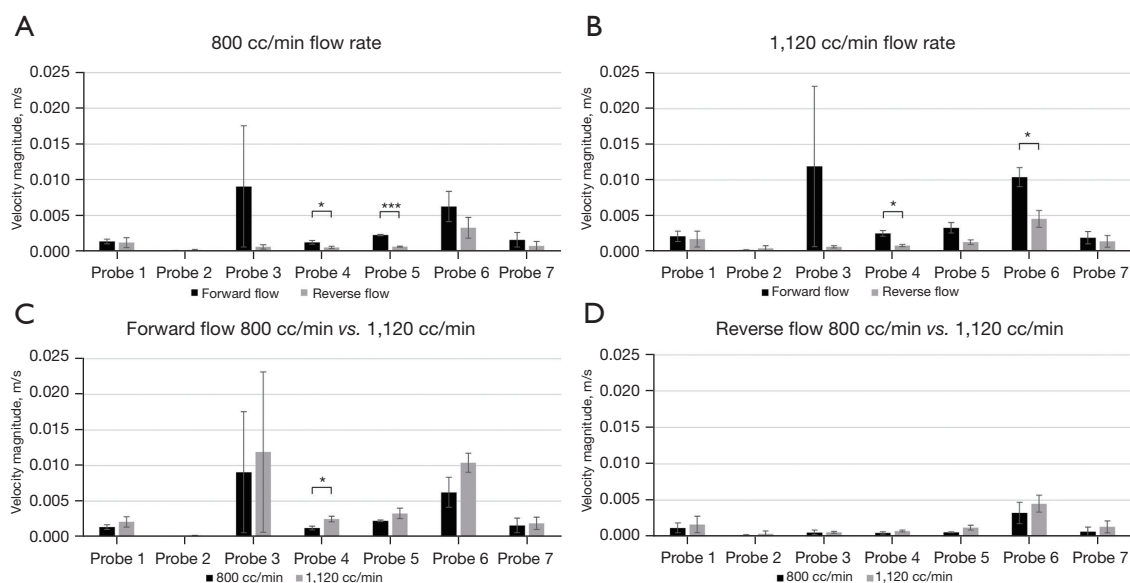 A
800 cc/min flow rate
Velocity magnitude, m/s
0.025
0.020
0.015
0.010
0.005
0.000
*
***
Probe 1 Probe 2 Probe 3 Probe 4 Probe 5 Probe 6 Probe 7
Forward flow Reverse flow
B
1,120 cc/min flow rate
Velocity magnitude, m/s
0.025
0.020
0.015
0.010
0.005
0.000
*
*
Probe 1 Probe 2 Probe 3 Probe 4 Probe 5 Probe 6 Probe 7
Forward flow Reverse flow
C
Forward flow 800 cc/min vs. 1,120 cc/min
Velocity magnitude, m/s
0.025
0.020
0.015
0.010
0.005
0.000
*
Probe 1 Probe 2 Probe 3 Probe 4 Probe 5 Probe 6 Probe 7
800 cc/min 1,120 cc/min
D
Reverse flow 800 cc/min vs. 1,120 cc/min
Velocity magnitude, m/s
0.025
0.020
0.015
0.010
0.005
0.000
Probe 1 Probe 2 Probe 3 Probe 4 Probe 5 Probe 6 Probe 7
800 cc/min 1,120 cc/min